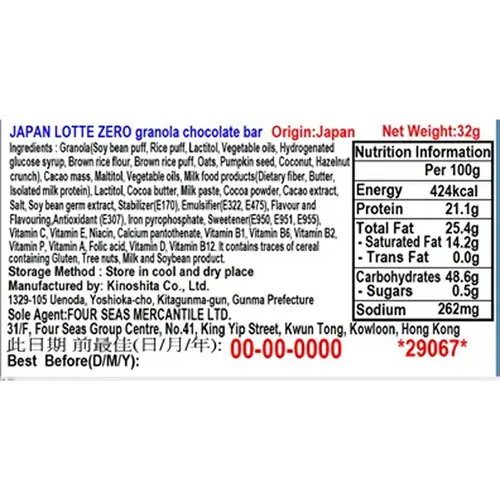 JAPAN LOTTE ZERO granola chocolate bar Origin:Japan Net Weight:32g
Ingredients : Granola(Soy bean puff, Rice puff, Lactitol, Vegetable oils, Hydrogenated
glucose syrup, Brown rice flour, Brown rice puff, Oats, Pumpkin seed, Coconut, Hazelnut
crunch), Cacao mass, Maltitol, Vegetable oils, Milk food products(Dietary fiber, Butter,
Isolated milk protein), Lactitol, Cocoa butter, Milk paste, Cocoa powder, Cacao extract,
Salt, Soy bean germ extract, Stabilizer(E170), Emulsifier(E322, E475), Flavour and
Flavouring,Antioxidant (E307), Iron pyrophosphate, Sweetener(E950, E951, E955),
Vitamin C, Vitamin E, Niacin, Calcium pantothenate, Vitamin B1, Vitamin B6, Vitamin B2,
Vitamin P, Vitamin A, Folic acid, Vitamin D, Vitamin B12. It contains traces of cereal
containing Gluten, Tree nuts, Milk and Soybean product.
Storage Method : Store in cool and dry place
Manufactured by: Kinoshita Co., Ltd.
1329-105 Uenoda, Yoshioka-cho, Kitagunma-gun, Gunma Prefecture
Sole Agent:FOUR SEAS MERCANTILE LTD.
31/F, Four Seas Group Centre, No.41, King Yip Street, Kwun Tong, Kowloon, Hong Kong
此日期 前最佳(日/月/年):
Best Before(D/M/Y):
00-00-0000 *29067*
Nutrition Information
Per 100g
Energy 424kcal
Protein 21.1g
Total Fat 25.4g
- Saturated Fat 14.2g
- Trans Fat 0.0g
Carbohydrates 48.6g
- Sugars 0.5g
Sodium 262mg